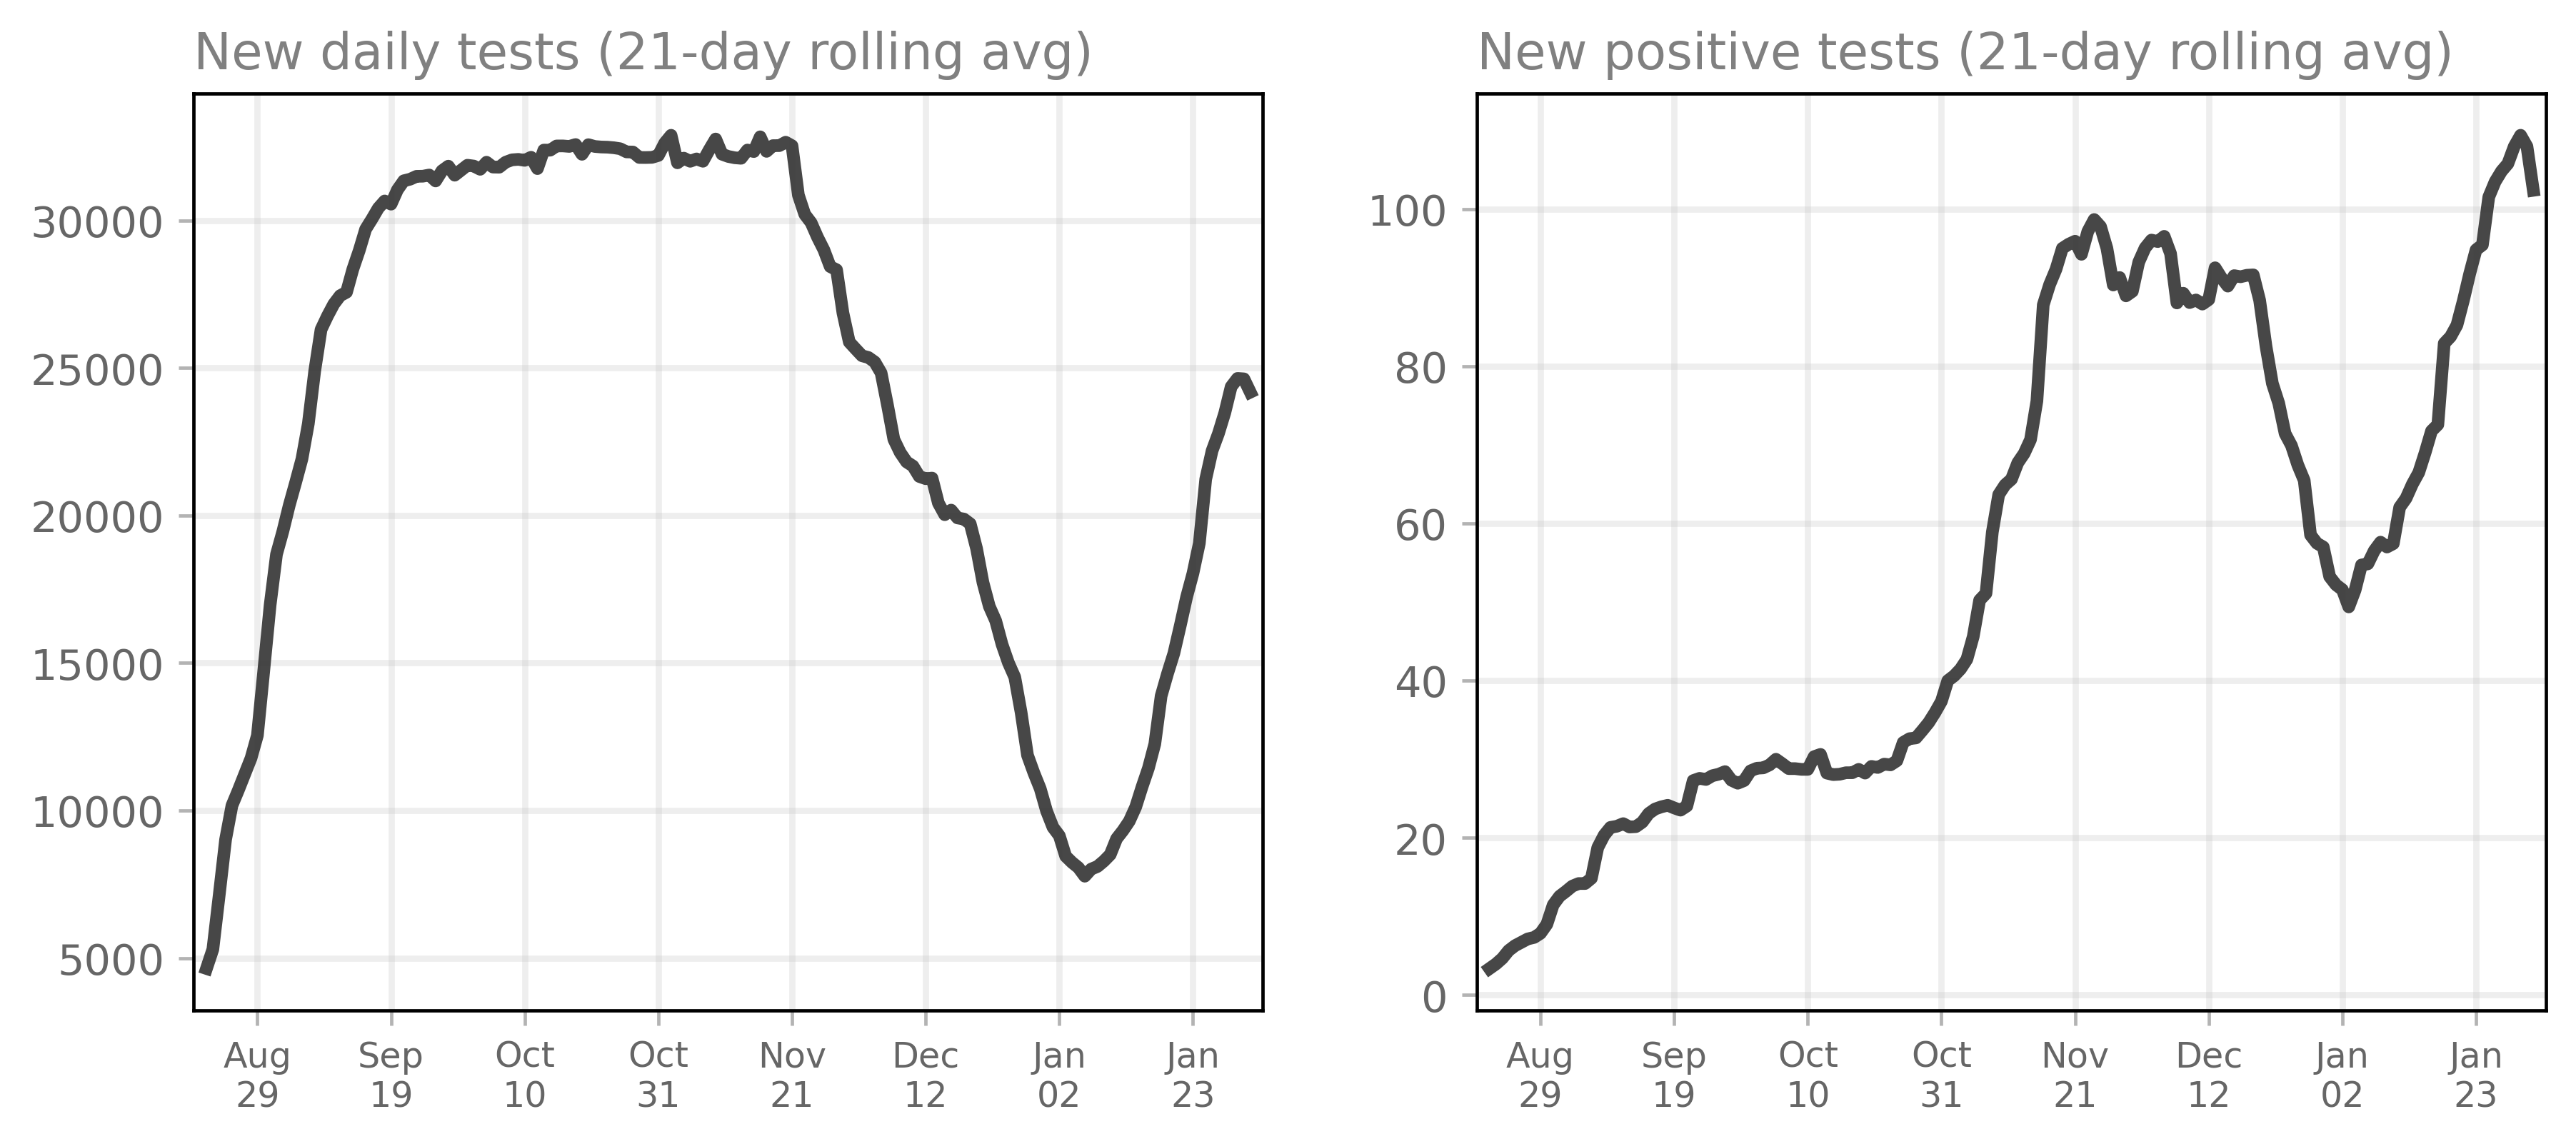 New daily tests (21-day rolling avg)
30000
25000
20000
15000
10000
5000
Aug
29
Sep
19
Oct
10
Oct
31
Nov
21
Dec
12
Jan
02
Jan
23
New positive tests (21-day rolling avg)
100
80
60
40
20
0
Aug
29
Sep
19
Oct
10
Oct
31
Nov
21
Dec
12
Jan
02
Jan
23